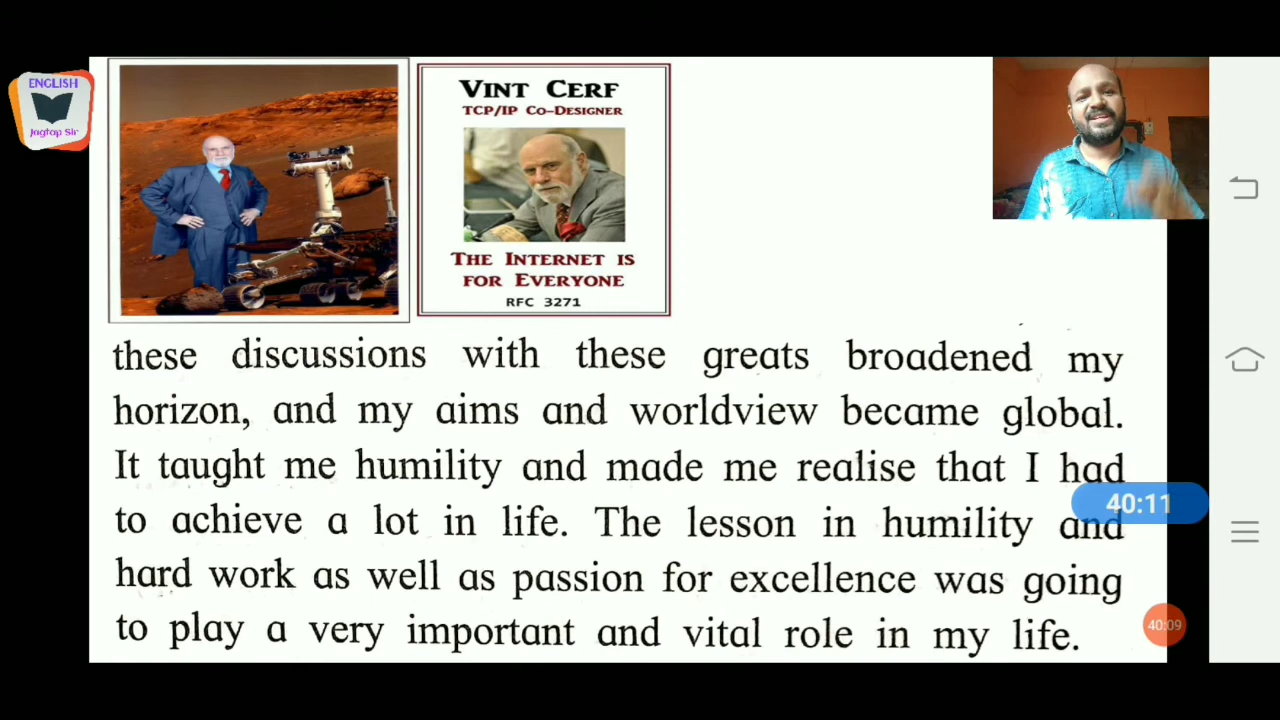 ENGLISH
Jagtap Sir
VINT CERF
TCP/IP CO-DESIGNER
THE INTERNET IS
FOR EVERYONE
RFC 3271
these discussions with these greats broadened my
horizon, and my aims and worldview became global.
It taught me humility and made me realise that I had
to achieve a lot in life. The lesson in humility and
40:11
hard work as well as passion for excellence was going
to play a very important and vital role in my life.
40:09